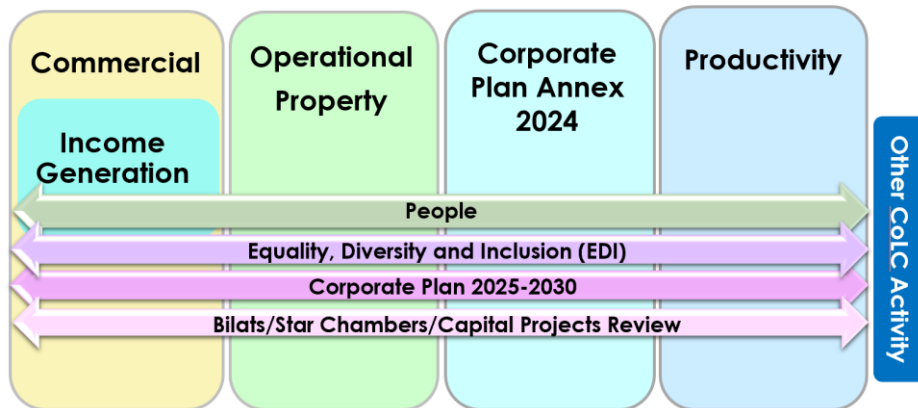 Commercial
Income
Generation
Operational
Property
Corporate
Plan Annex
2024
Productivity
People
Equality, Diversity and Inclusion (EDI)
Corporate Plan 2025-2030
Bilats/Star Chambers/Capital Projects Review
Other CoLC Activity